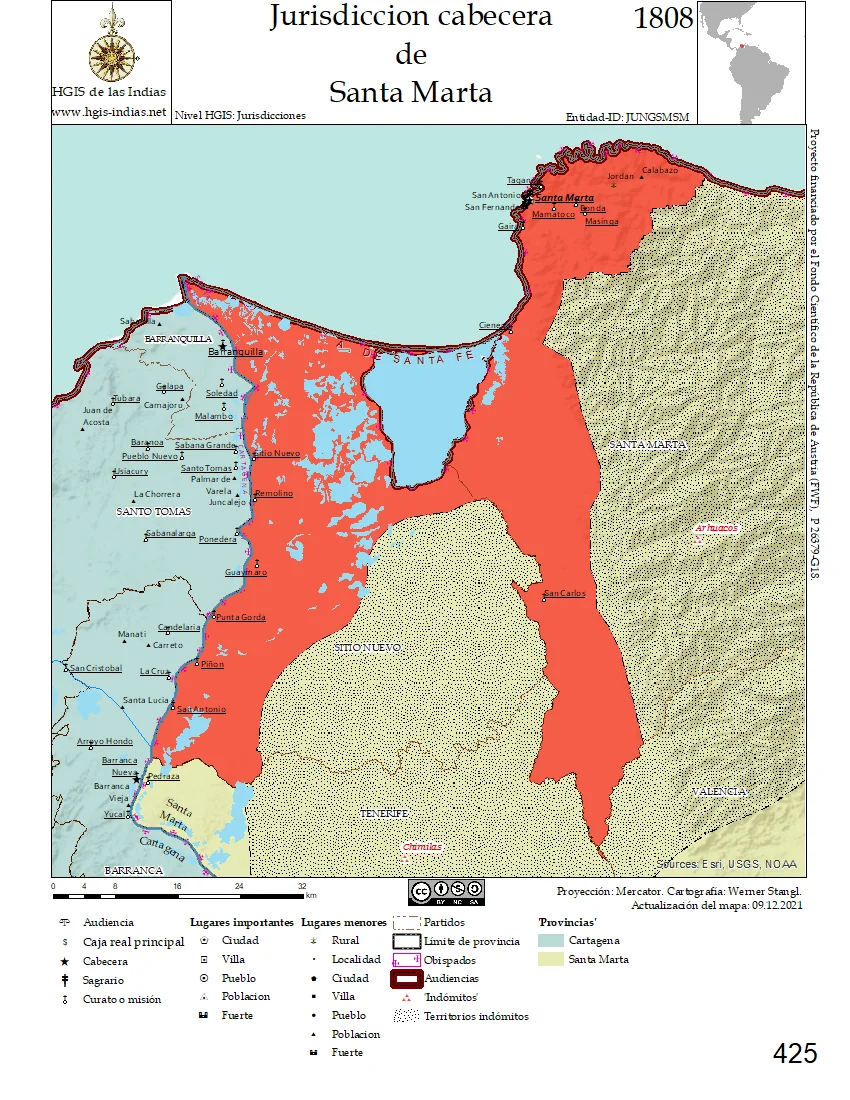 Jurisdiccion cabecera
de
Santa Marta
1808
HGIS de las Indias
www.hgis-indias.net
Nivel HGIS: Jurisdicciones
Entidad-ID: JUNGSMSM
Proyecto financiado por el Fondo Científico de la República de Austria (FWF), P 26379-G18.
Calabazo
Jordan
San Antonio
Santa Marta
San Fernando
Bonda
Mamatoco
Masinga
Gaira
Cienega
BARRANQUILLA
Barranquilla
A DE SANTA FE
Galapa
Soledad
Tubara
Camajoru
Juan de
Acosta
Malambo
CARTAGENA
SANTA MARTA
Baranoa
Sabana Grande
Pueblo Nuevo
Sitio Nuevo
Usiacury
Santo Tomas
Palmar de
Varela
La Chorrera
Remolino
Juncalejo
SANTO TOMAS
Arhuacos
Sabanalarga
Ponedera
Guaymaro
San Carlos
Punta Gorda
Candelaria
Manati
Carreto
SITIO NUEVO
San Cristobal
La Cruz
Piñon
Santa Lucia
San Antonio
Arroyo Hondo
Barranca
Nueva
Pedraza
Barranca
Vieja
VALENCIA
Yucal
Santa
Marta
TENERIFE
Cartagena
Chimilas
BARRANCA
Sources: Esri, USGS, NOAA
0 4 8 16 24 32
km
CC BY NC SA
Proyección: Mercator. Cartografía: Werner Stangl.
Actualización del mapa: 09.12.2021
Audiencia
Caja real principal
Cabecera
Sagrario
Curato o misión
Lugares importantes
Ciudad
Villa
Pueblo
Poblacion
Fuerte
Lugares menores
Rural
Localidad
Ciudad
Villa
Pueblo
Poblacion
Fuerte
Partidos
Límite de provincia
Obispados
Audiencias
'Indómitos'
Territorios indómitos
'Provincias'
Cartagena
Santa Marta
425